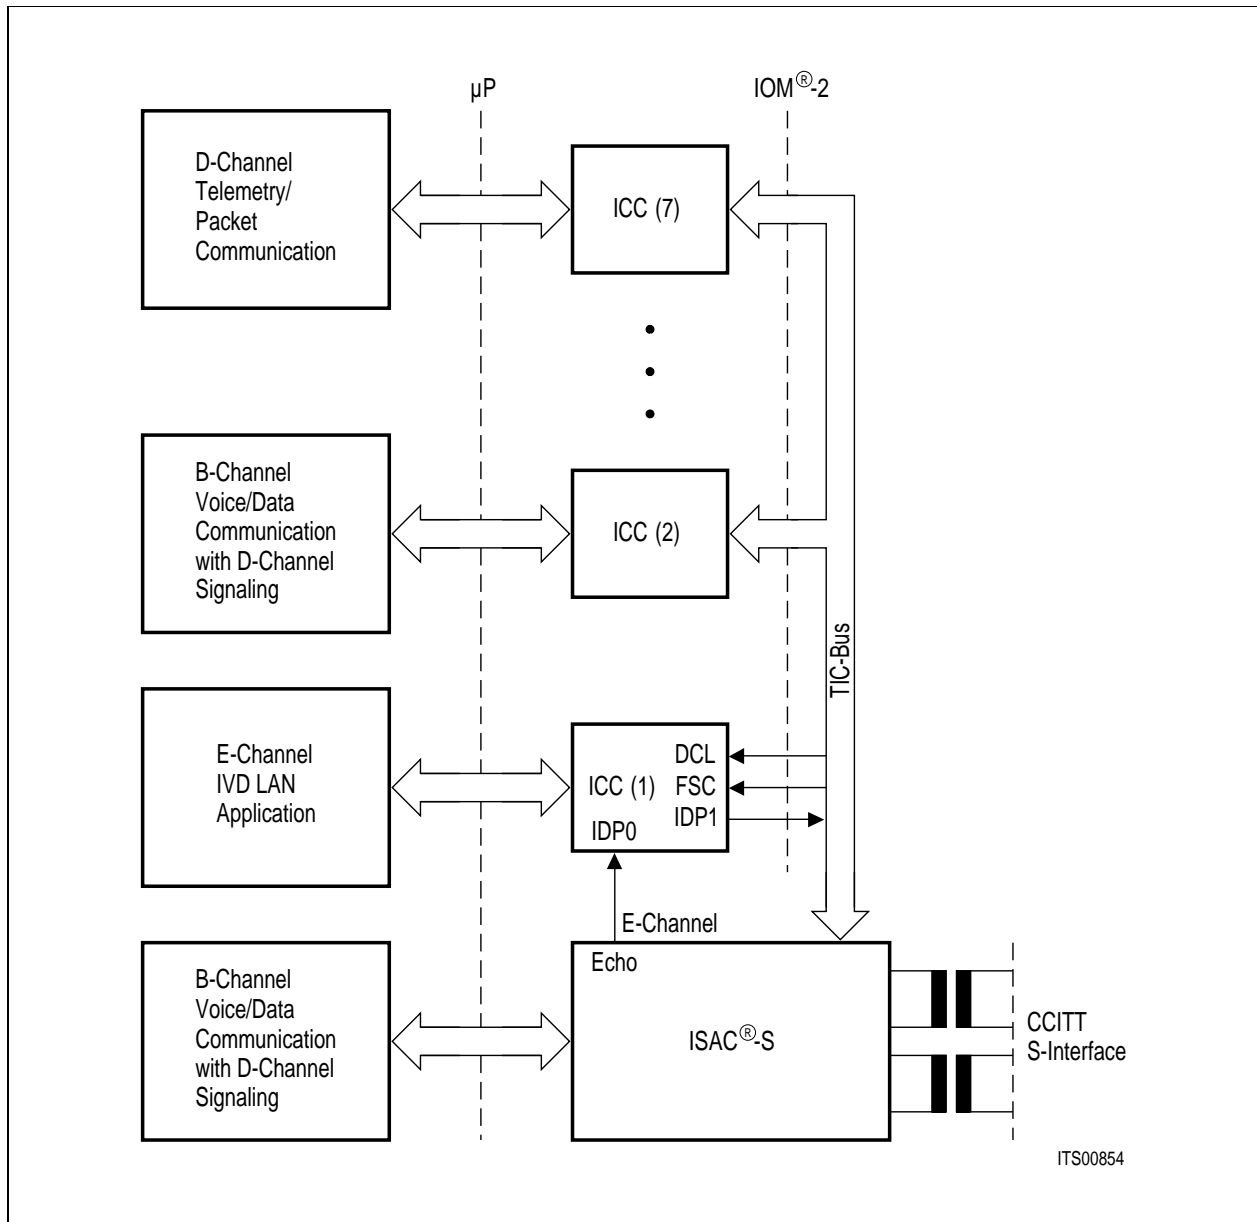 µP
IOM®-2
D-Channel
Telemetry/
Packet
Communication
ICC (7)
B-Channel
Voice/Data
Communication
with D-Channel
Signaling
ICC (2)
TIC-Bus
E-Channel
IVD LAN
Application
ICC (1)
DCL
FSC
IDP1
IDP0
E-Channel
Echo
B-Channel
Voice/Data
Communication
with D-Channel
Signaling
ISAC®-S
CCITT
S-Interface
ITS00854